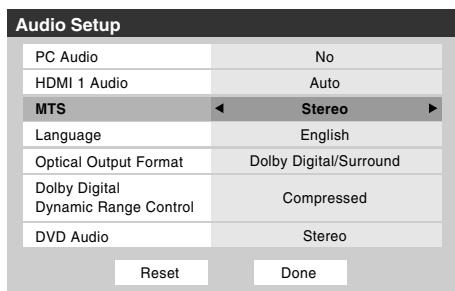 Audio Setup
PC Audio No
HDMI 1 Audio Auto
MTS ◀ Stereo ▶
Language English
Optical Output Format Dolby Digital/Surround
Dolby Digital
Dynamic Range Control Compressed
DVD Audio Stereo
Reset Done